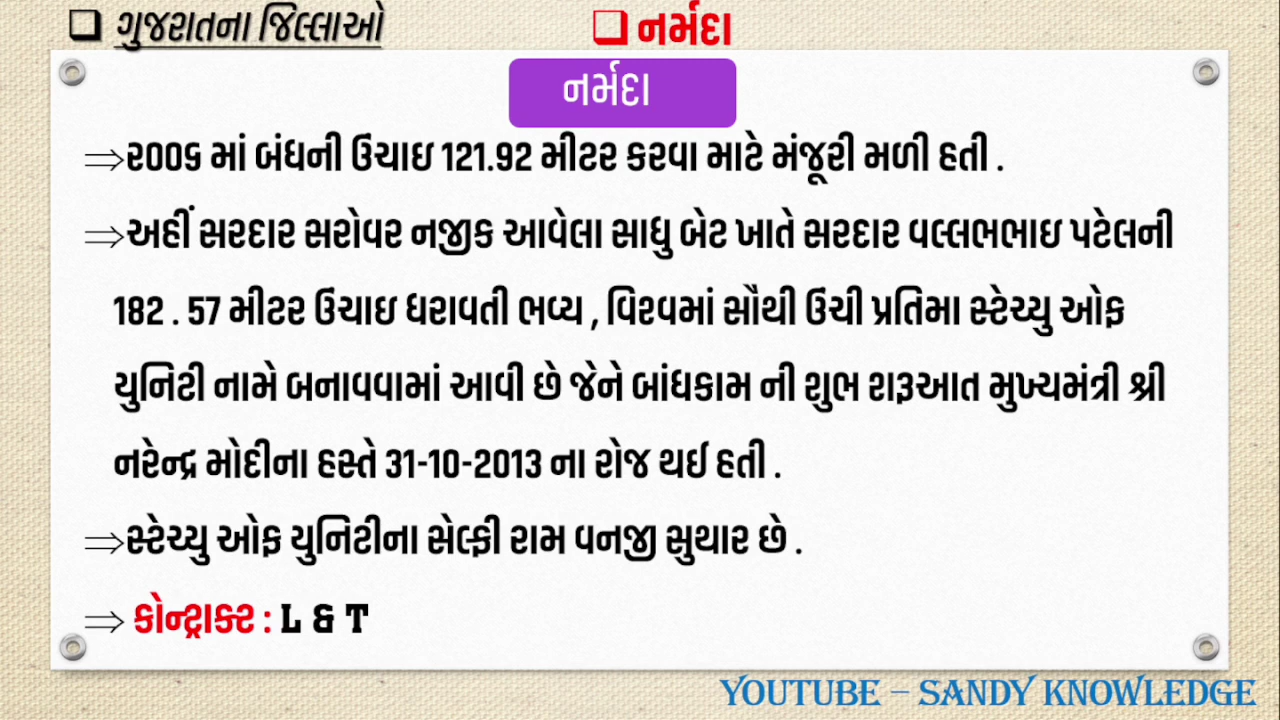 ❑ ગુજરાતના જિલ્લાઓ
❑ નર્મદા
નર્મદા
⇒૨૦૦૬ માં બંધની ઉંચાઇ 121.92 મીટર કરવા માટે મંજૂરી મળી હતી .
⇒અહીં સરદાર સરોવર નજીક આવેલા સાધુ બેટ ખાતે સરદાર વલ્લભભાઇ પટેલની
182 . 57 મીટર ઉંચાઇ ધરાવતી ભવ્ય , વિશ્વમાં સૌથી ઉંચી પ્રતિમા સ્ટેચ્યુ ઓફ
યુનિટી નામે બનાવવામાં આવી છે જેને બાંધકામ ની શુભ શરૂઆત મુખ્યમંત્રી શ્રી
નરેન્દ્ર મોદીના હસ્તે 31-10-2013 ના રોજ થઈ હતી .
⇒સ્ટેચ્યુ ઓફ યુનિટીના સેલ્ફી રામ વનજી સુથાર છે .
⇒ કોન્ટ્રાક્ટ : L & T
YOUTUBE – SANDY KNOWLEDGE